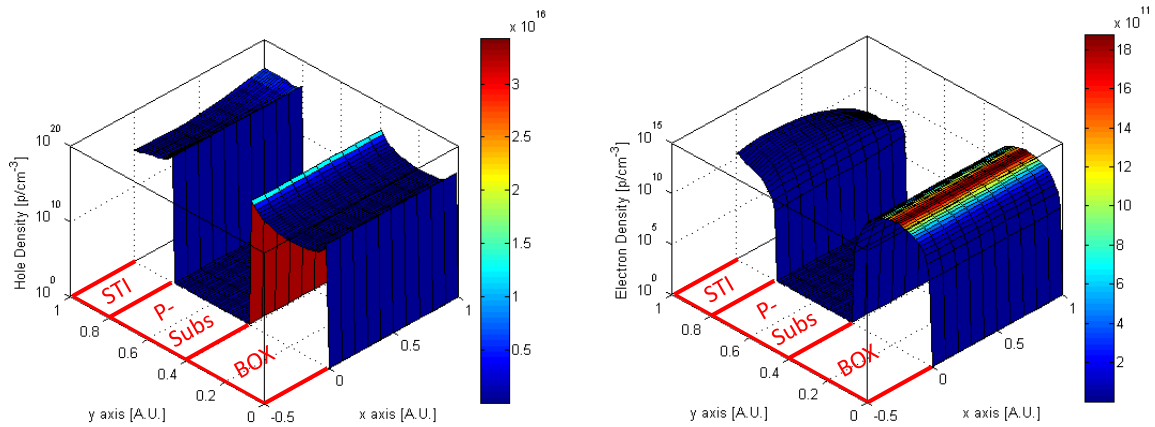 x 10^16
Hole Density [p/cm^-3]
10^20
10^10
10^0
3
2.5
2
1.5
1
0.5
STI
P-
Subs
BOX
1
0.8
0.6
0.4
0.2
0
y axis [A.U.]
-0.5
0
0.5
1
x axis [A.U.]
x 10^11
Electron Density [p/cm^-3]
10^15
10^10
10^5
10^0
18
16
14
12
10
8
6
4
2
STI
P-
Subs
BOX
1
0.8
0.6
0.4
0.2
0
y axis [A.U.]
-0.5
0
0.5
1
x axis [A.U.]